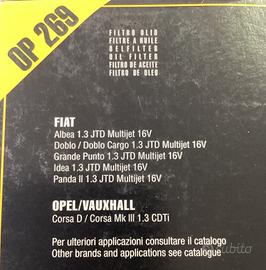 OP 269
FILTRO OLIO
FILTRE A HUILE
OELFILTER
OIL FILTER
FILTRO DE ACEITE
FILTRO DE OLEO
FIAT
Albea 1.3 JTD Multijet 16V
Doblo / Doblo Cargo 1.3 JTD Multijet 16V
Grande Punto 1.3 JTD Multijet 16V
Idea 1.3 JTD Multijet 16V
Panda II 1.3 JTD Multijet 16V
OPEL/VAUXHALL
Corsa D / Corsa Mk III 1.3 CDTi
Per ulteriori applicazioni consultare il catalogo
Other brands and applications see catalogue
subito